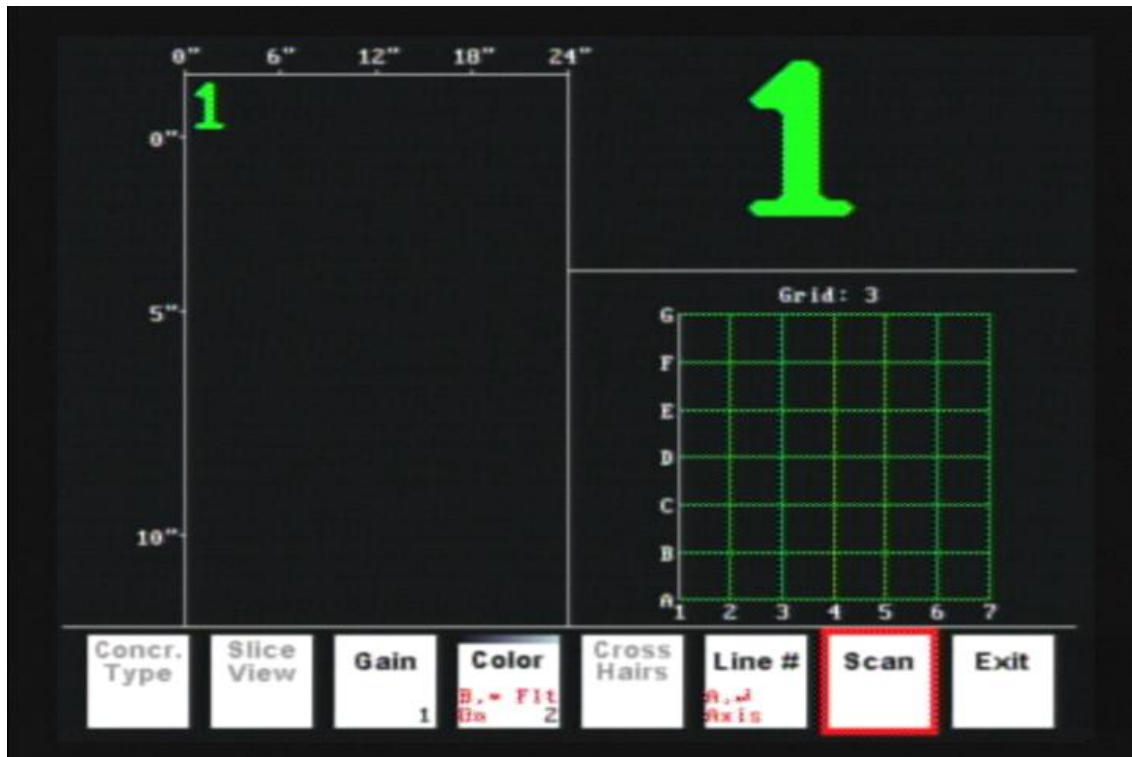 0" 6" 12" 18" 24"
1
0"
5"
10"
1
Grid: 3
G
F
E
D
C
B
A
1 2 3 4 5 6 7
Concr. Type
Slice View
Gain
1
Color
Flt
2
Cross Hairs
Line #
Axis
Scan
Exit